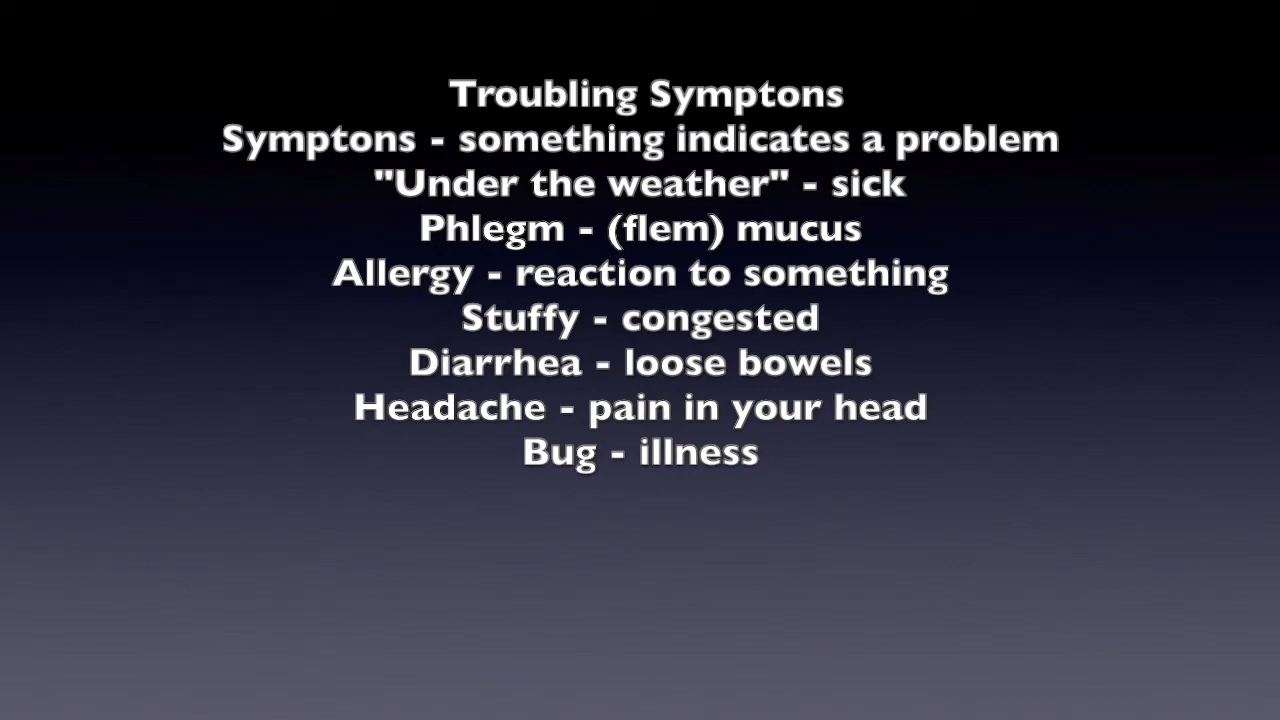 Troubling Symptons
Symptons - something indicates a problem
"Under the weather" - sick
Phlegm - (flem) mucus
Allergy - reaction to something
Stuffy - congested
Diarrhea - loose bowels
Headache - pain in your head
Bug - illness